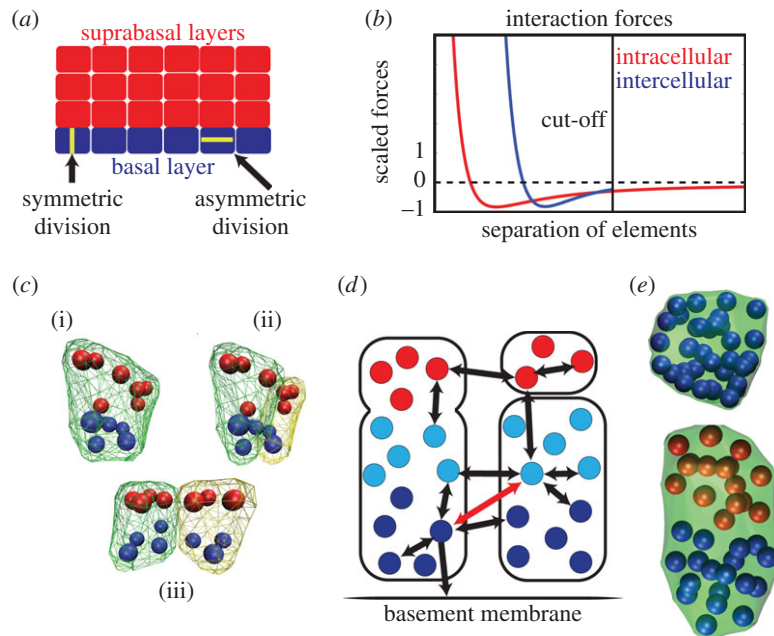 (a)
suprabasal layers
basal layer
symmetric
division
asymmetric
division
(b)
interaction forces
intracellular
intercellular
cut-off
scaled forces
1
0
−1
separation of elements
(c)
(i)
(ii)
(iii)
(d)
basement membrane
(e)